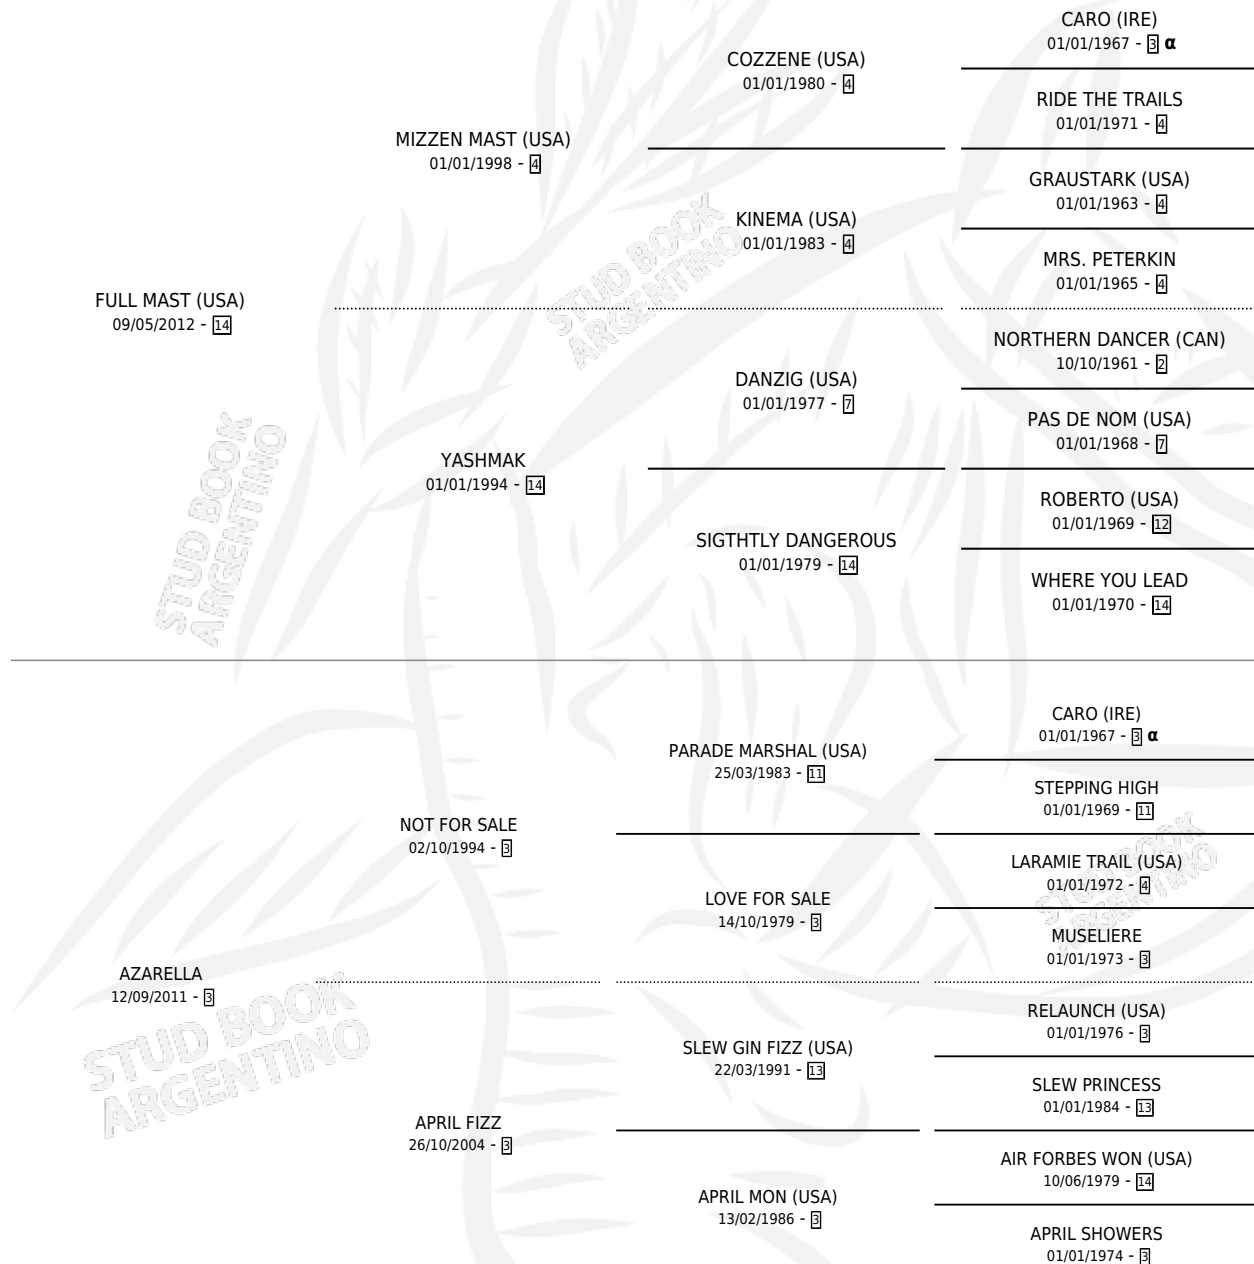 CARO (IRE)
01/01/1967 - 3 α
COZZENE (USA)
01/01/1980 - 4
RIDE THE TRAILS
01/01/1971 - 4
MIZZEN MAST (USA)
01/01/1998 - 4
GRAUSTARK (USA)
01/01/1963 - 4
KINEMA (USA)
01/01/1983 - 4
MRS. PETERKIN
01/01/1965 - 4
FULL MAST (USA)
09/05/2012 - 14
NORTHERN DANCER (CAN)
10/10/1961 - 2
DANZIG (USA)
01/01/1977 - 7
PAS DE NOM (USA)
01/01/1968 - 7
YASHMAK
01/01/1994 - 14
ROBERTO (USA)
01/01/1969 - 12
SIGTHTLY DANGEROUS
01/01/1979 - 14
WHERE YOU LEAD
01/01/1970 - 14
CARO (IRE)
01/01/1967 - 3 α
PARADE MARSHAL (USA)
25/03/1983 - 11
STEPPING HIGH
01/01/1969 - 11
NOT FOR SALE
02/10/1994 - 3
LARAMIE TRAIL (USA)
01/01/1972 - 4
LOVE FOR SALE
14/10/1979 - 3
MUSELIERE
01/01/1973 - 3
AZARELLA
12/09/2011 - 3
RELAUNCH (USA)
01/01/1976 - 3
SLEW GIN FIZZ (USA)
22/03/1991 - 13
SLEW PRINCESS
01/01/1984 - 13
APRIL FIZZ
26/10/2004 - 3
AIR FORBES WON (USA)
10/06/1979 - 14
APRIL MON (USA)
13/02/1986 - 3
APRIL SHOWERS
01/01/1974 - 3
STUD BOOK
ARGENTINO
STUD BOOK
ARGENTINO
STUD BOOK
ARGENTINO
STUD BOOK
ARGENTINO